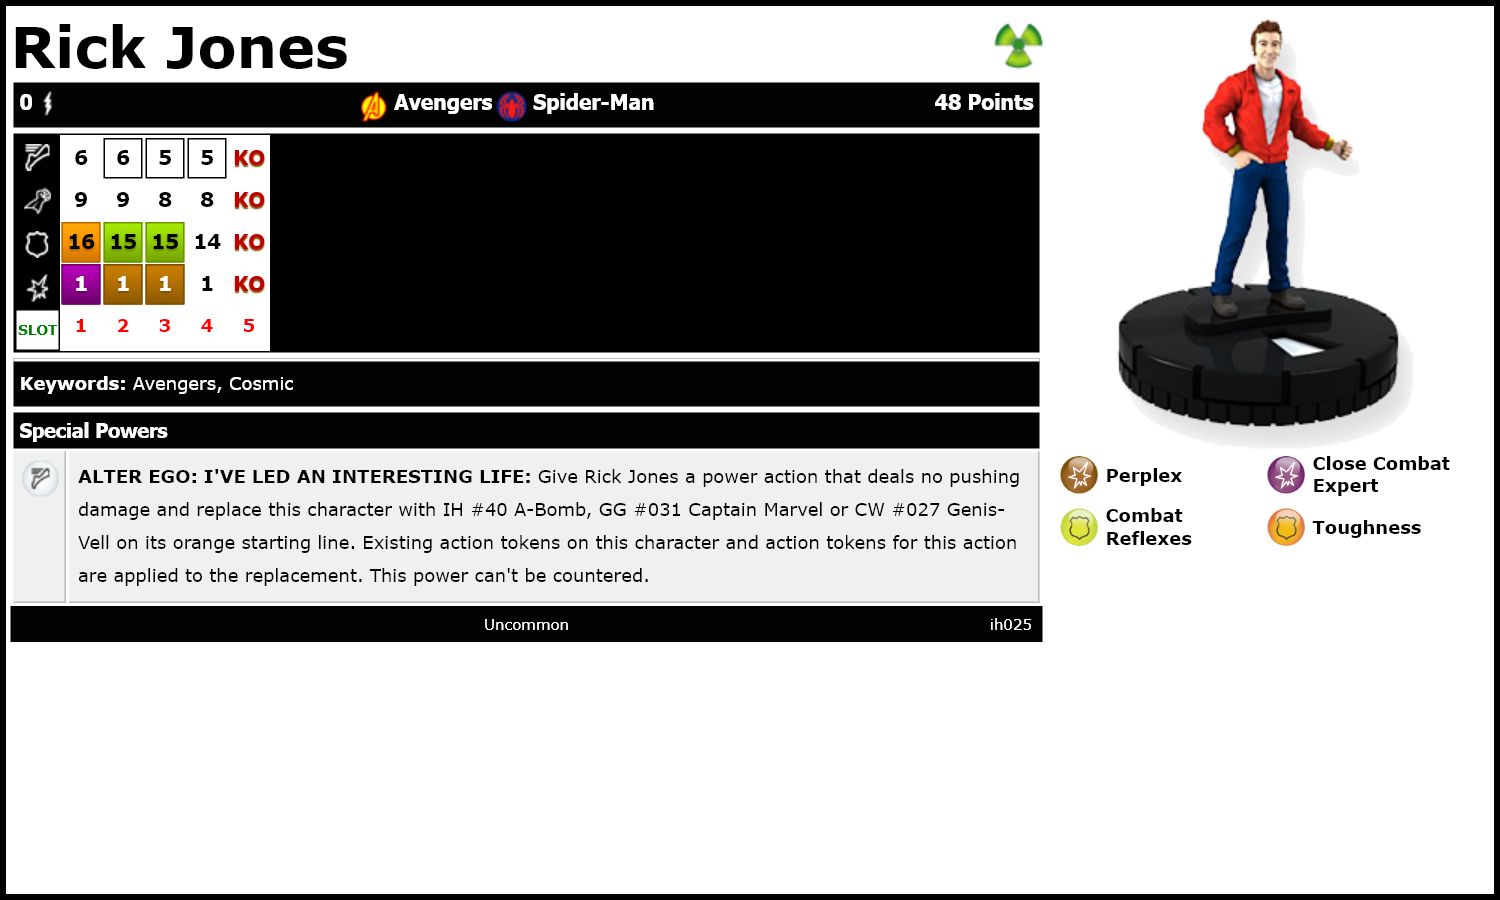 Rick Jones
0 Avengers Spider-Man 48 Points
6 6 5 5 KO
9 9 8 8 KO
16 15 15 14 KO
1 1 1 1 KO
SLOT 1 2 3 4 5
Keywords: Avengers, Cosmic
Special Powers
ALTER EGO: I'VE LED AN INTERESTING LIFE: Give Rick Jones a power action that deals no pushing
damage and replace this character with IH #40 A-Bomb, GG #031 Captain Marvel or CW #027 Genis-
Vell on its orange starting line. Existing action tokens on this character and action tokens for this action
are applied to the replacement. This power can't be countered.
Uncommon ih025
Perplex
Close Combat
Expert
Combat
Reflexes
Toughness